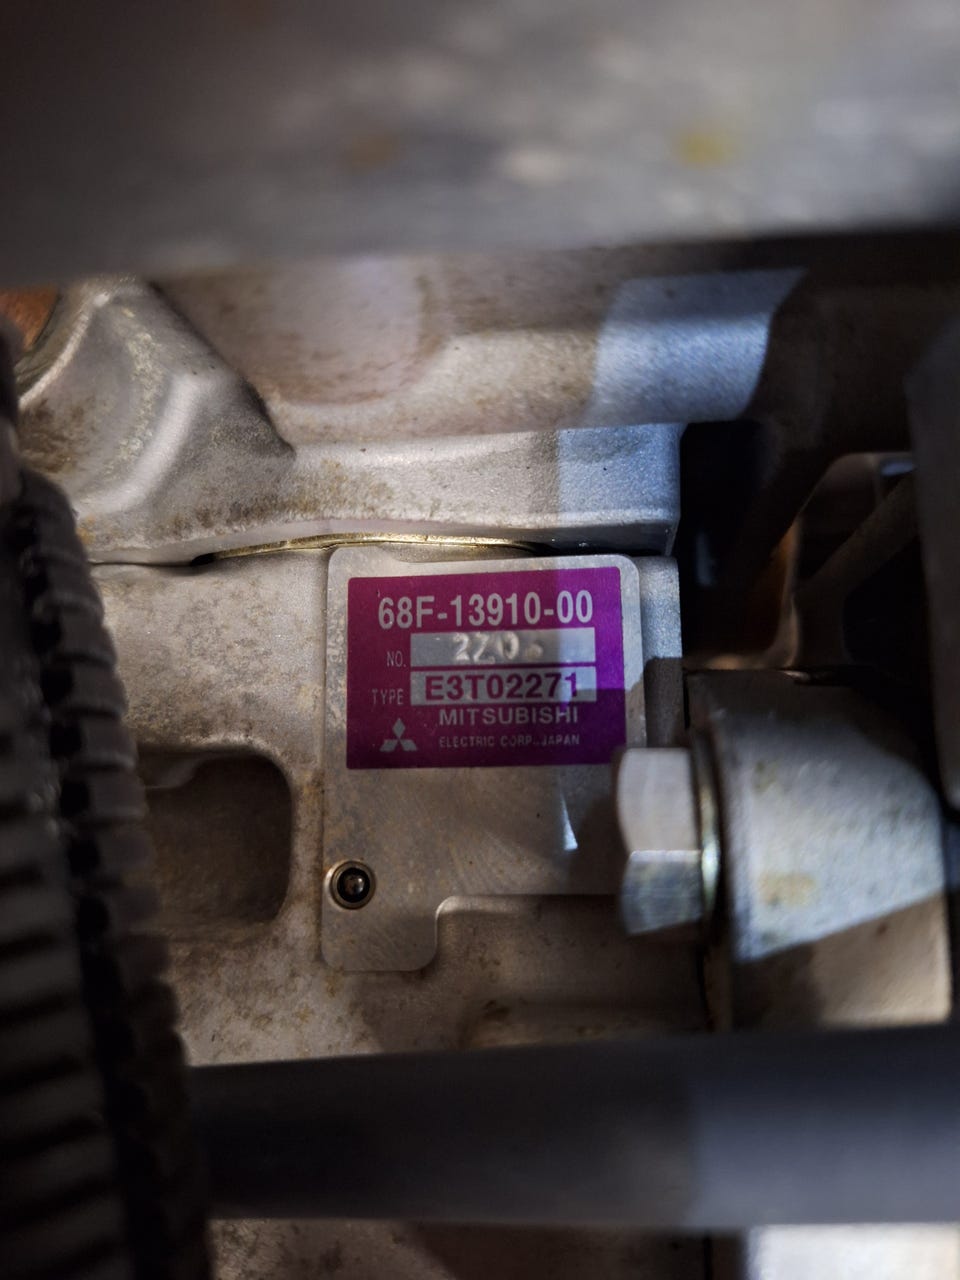 68F-13910-00
NO.
TYPE E3T02271
MITSUBISHI
ELECTRIC CORP. JAPAN